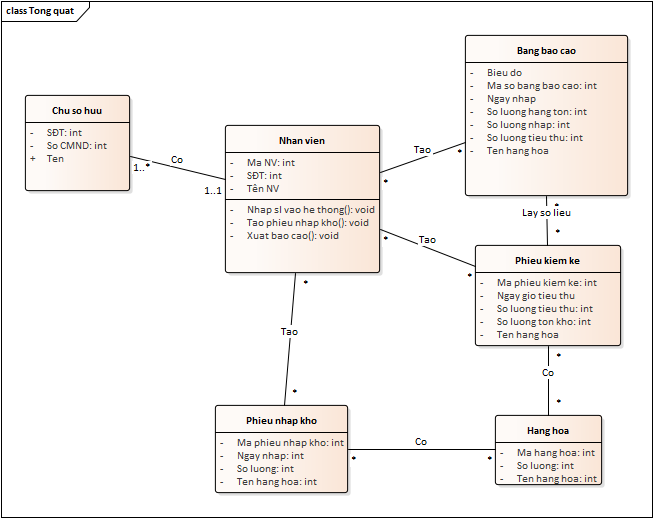 class Tong quat
Chu so huu
- SĐT: int
- So CMND: int
+ Ten
Co
1..*
1..1
Nhan vien
- Ma NV: int
- SĐT: int
- Tên NV
- Nhap sl vao he thong(): void
- Tao phieu nhap kho(): void
- Xuat bao cao(): void
Tao
*
*
Bang bao cao
- Bieu do
- Ma so bang bao cao: int
- Ngay nhap
- So luong hang ton: int
- So luong nhap: int
- So luong tieu thu: int
- Ten hang hoa
*
Lay so lieu
*
Tao
*
*
Phieu kiem ke
- Ma phieu kiem ke: int
- Ngay gio tieu thu
- So luong tieu thu: int
- So luong ton kho: int
- Ten hang hoa
*
Tao
*
*
Co
*
Phieu nhap kho
- Ma phieu nhap kho: int
- Ngay nhap: int
- So luong: int
- Ten hang hoa: int
Co
*
*
Hang hoa
- Ma hang hoa: int
- So luong: int
- Ten hang hoa: int